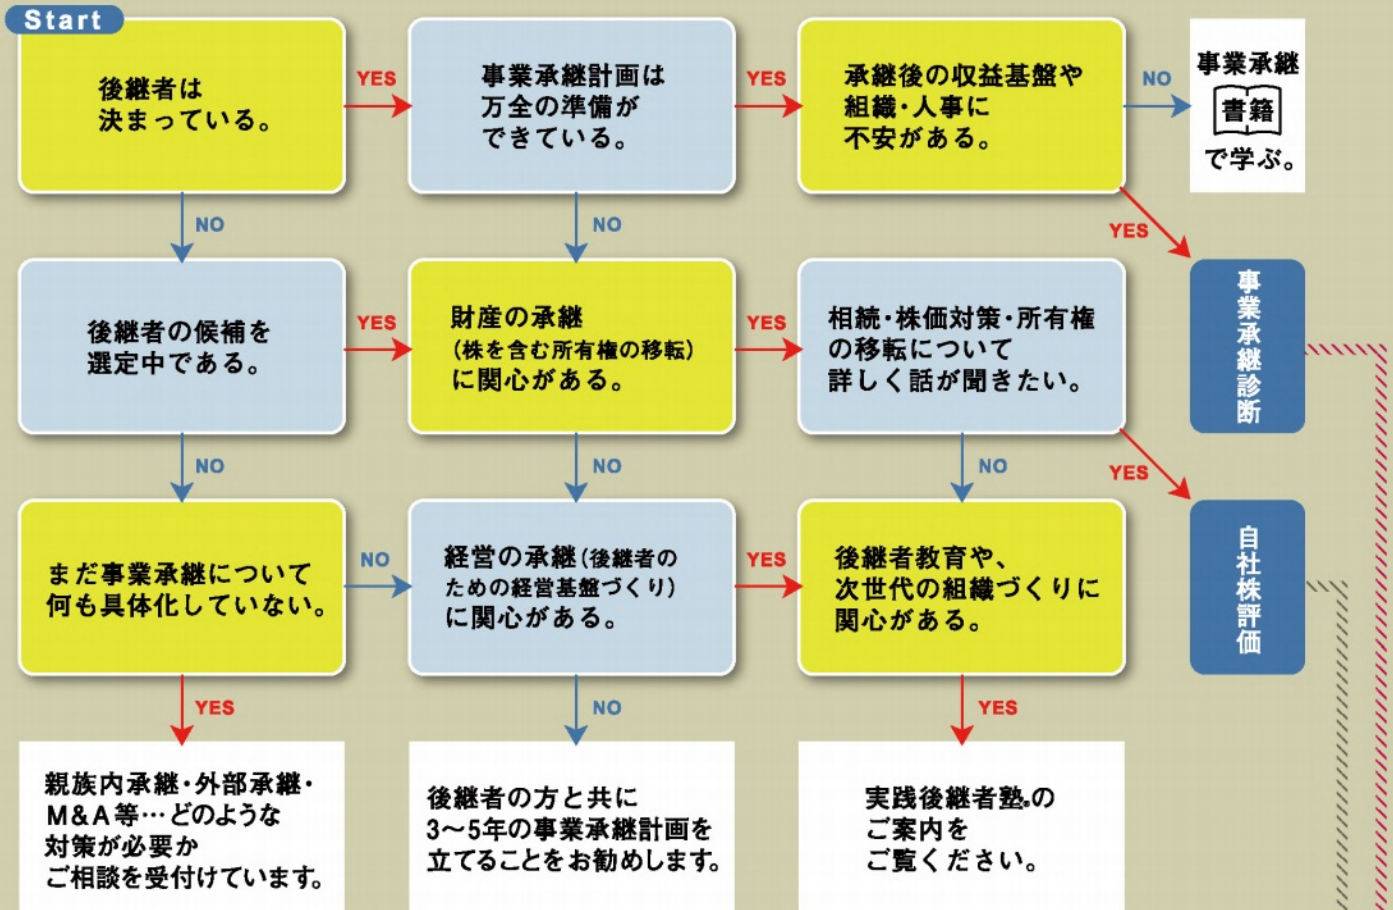 Start
後継者は
決まっている。
YES
事業承継計画は
万全の準備が
できている。
YES
承継後の収益基盤や
組織・人事に
不安がある。
NO
事業承継
書籍
で学ぶ。
NO
NO
YES
後継者の候補を
選定中である。
YES
財産の承継
(株を含む所有権の移転)
に関心がある。
YES
相続・株価対策・所有権
の移転について
詳しく話が聞きたい。
事業承継診断
NO
NO
NO
YES
まだ事業承継について
何も具体化していない。
NO
経営の承継(後継者の
ための経営基盤づくり)
に関心がある。
YES
後継者教育や、
次世代の組織づくりに
関心がある。
自社株評価
YES
NO
YES
親族内承継・外部承継・
M&A等…どのような
対策が必要か
ご相談を受付けています。
後継者の方と共に
3〜5年の事業承継計画を
立てることをお勧めします。
実践後継者塾の
ご案内を
ご覧ください。